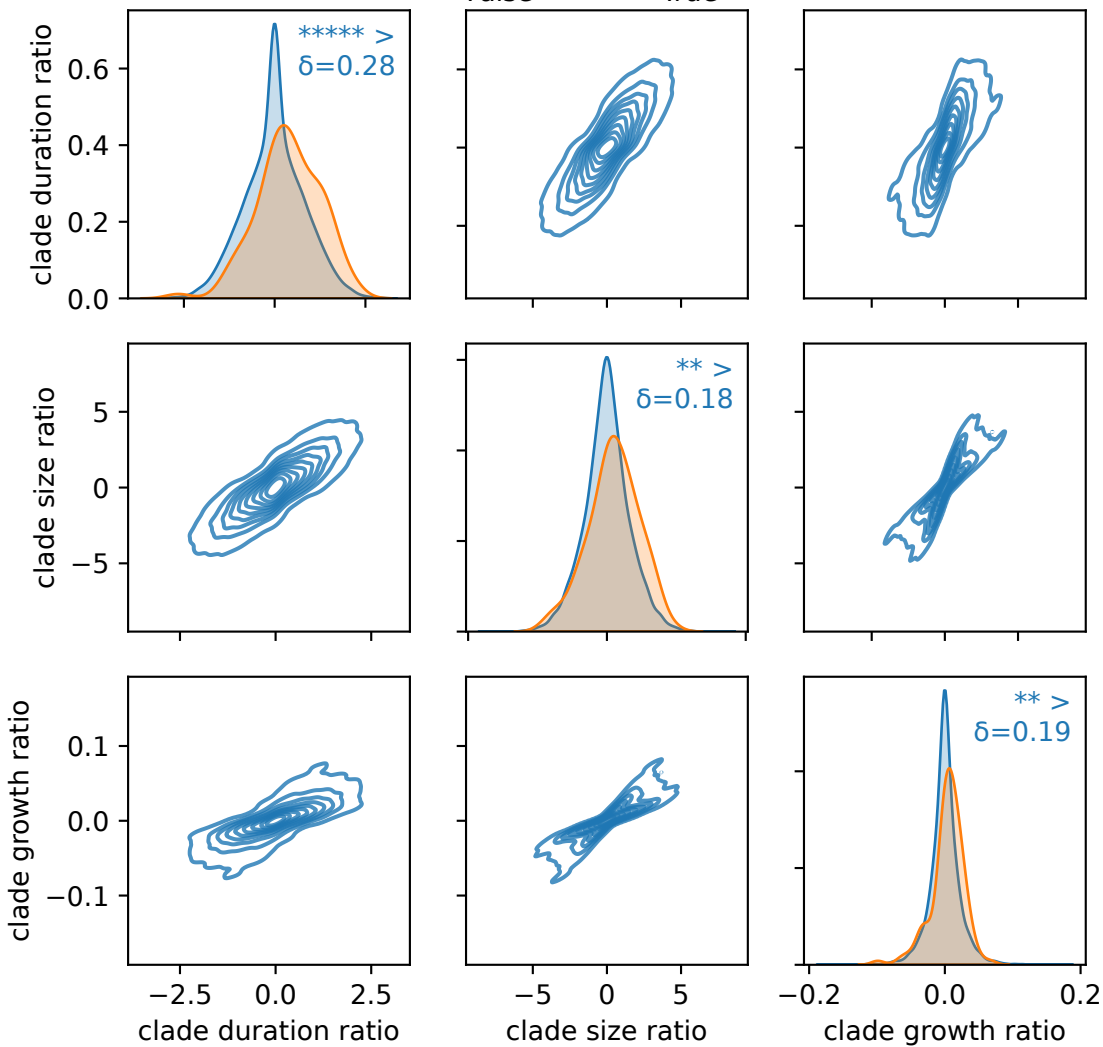 clade duration ratio
0.6
0.4
0.2
0.0
***** >
δ=0.28
clade size ratio
5
0
−5
** >
δ=0.18
clade growth ratio
0.1
0.0
−0.1
** >
δ=0.19
−2.5 0.0 2.5
−5 0 5
−0.2 0.0 0.2
clade duration ratio
clade size ratio
clade growth ratio